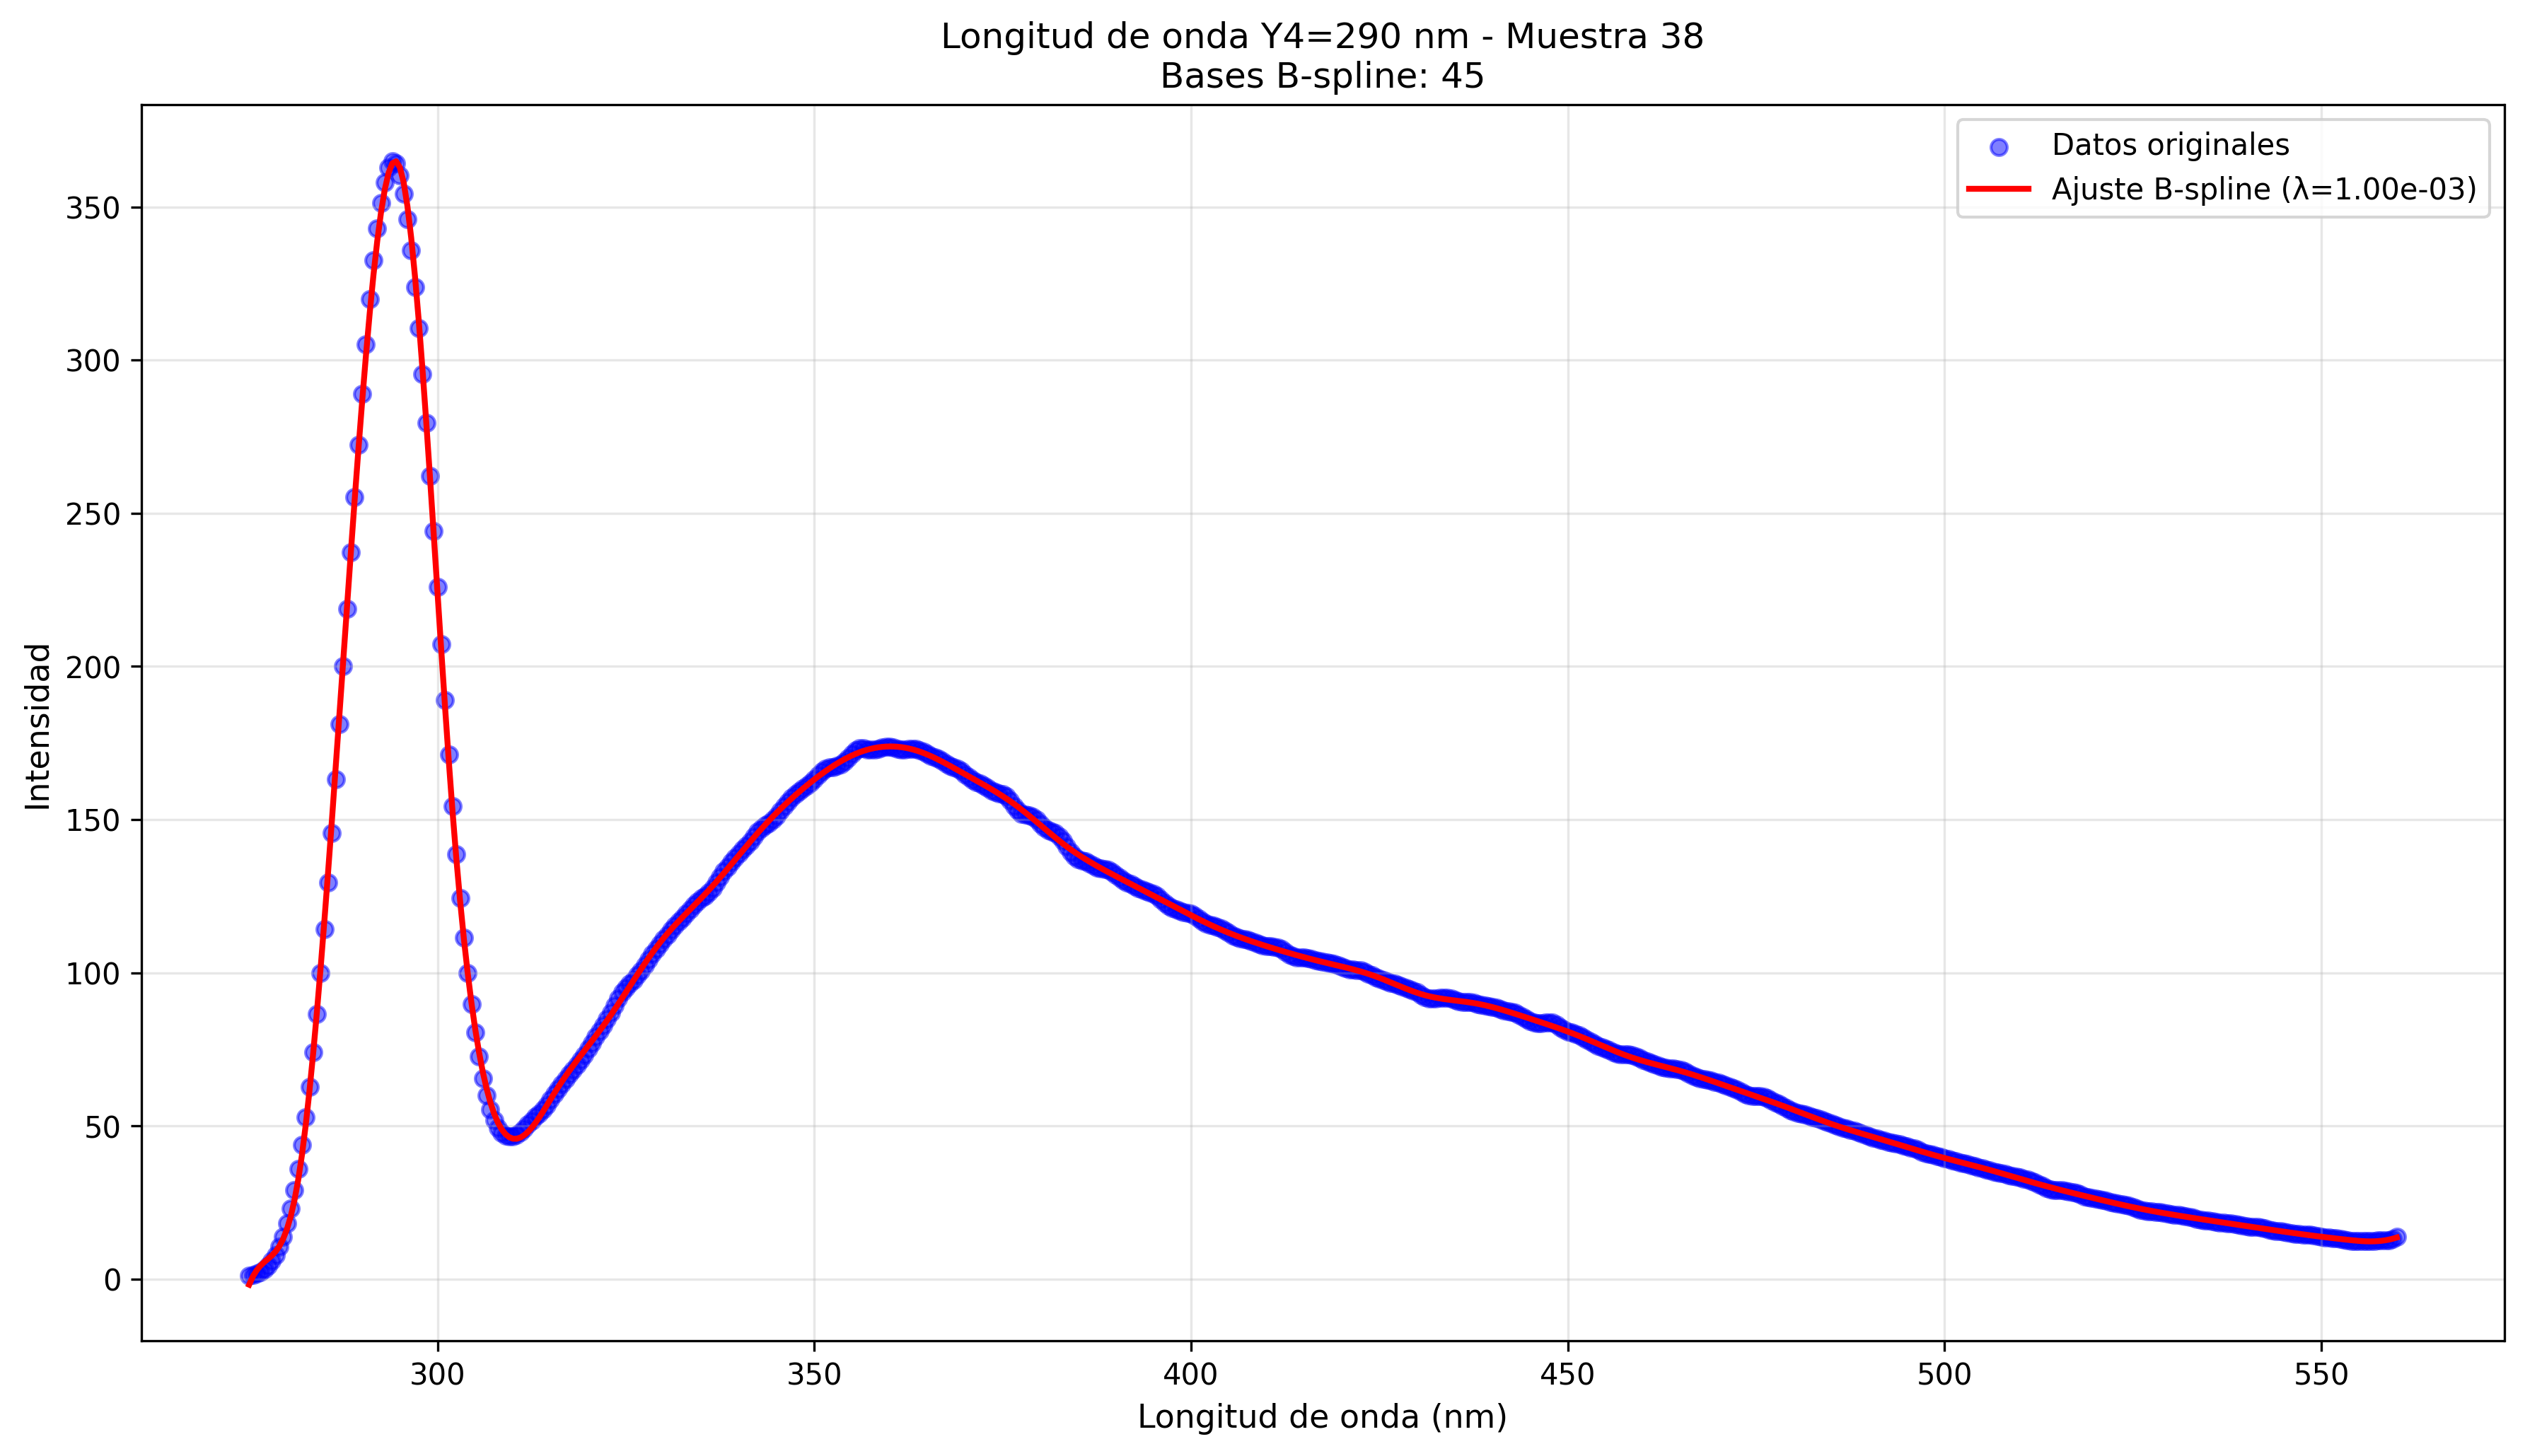 Longitud de onda Y4=290 nm - Muestra 38
Bases B-spline: 45
Datos originales
Ajuste B-spline (λ=1.00e-03)
Intensidad
350
300
250
200
150
100
50
0
300 350 400 450 500 550
Longitud de onda (nm)